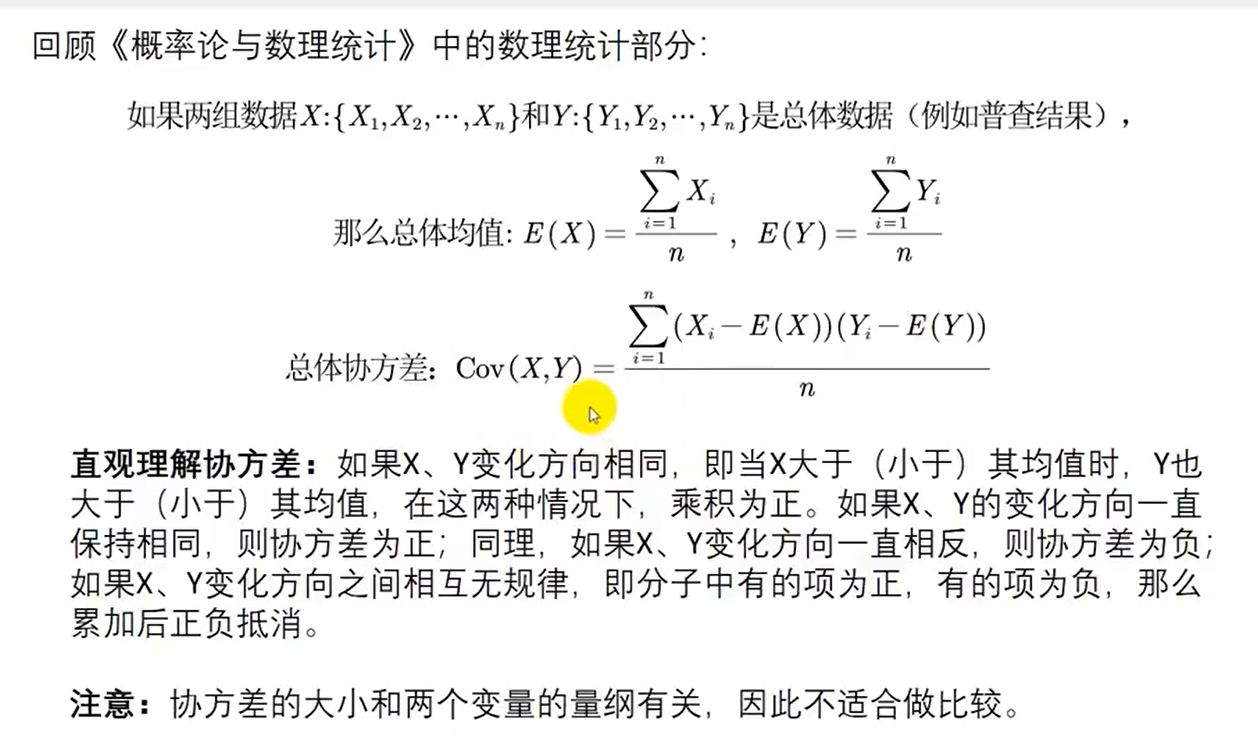 回顾《概率论与数理统计》中的数理统计部分：
如果两组数据X:{X₁,X₂,⋯,Xₙ}和Y:{Y₁,Y₂,⋯,Yₙ}是总体数据（例如普查结果），
那么总体均值: E(X) = \frac{\sum_{i=1}^{n} X_i}{n} , E(Y) = \frac{\sum_{i=1}^{n} Y_i}{n}
总体协方差：Cov(X,Y) = \frac{\sum_{i=1}^{n} (X_i − E(X))(Y_i − E(Y))}{n}
直观理解协方差：如果X、Y变化方向相同，即当X大于（小于）其均值时，Y也
大于（小于）其均值，在这两种情况下，乘积为正。如果X、Y的变化方向一直
保持相同，则协方差为正；同理，如果X、Y变化方向一直相反，则协方差为负；
如果X、Y变化方向之间相互无规律，即分子中有的项为正，有的项为负，那么
累加后正负抵消。
注意：协方差的大小和两个变量的量纲有关，因此不适合做比较。